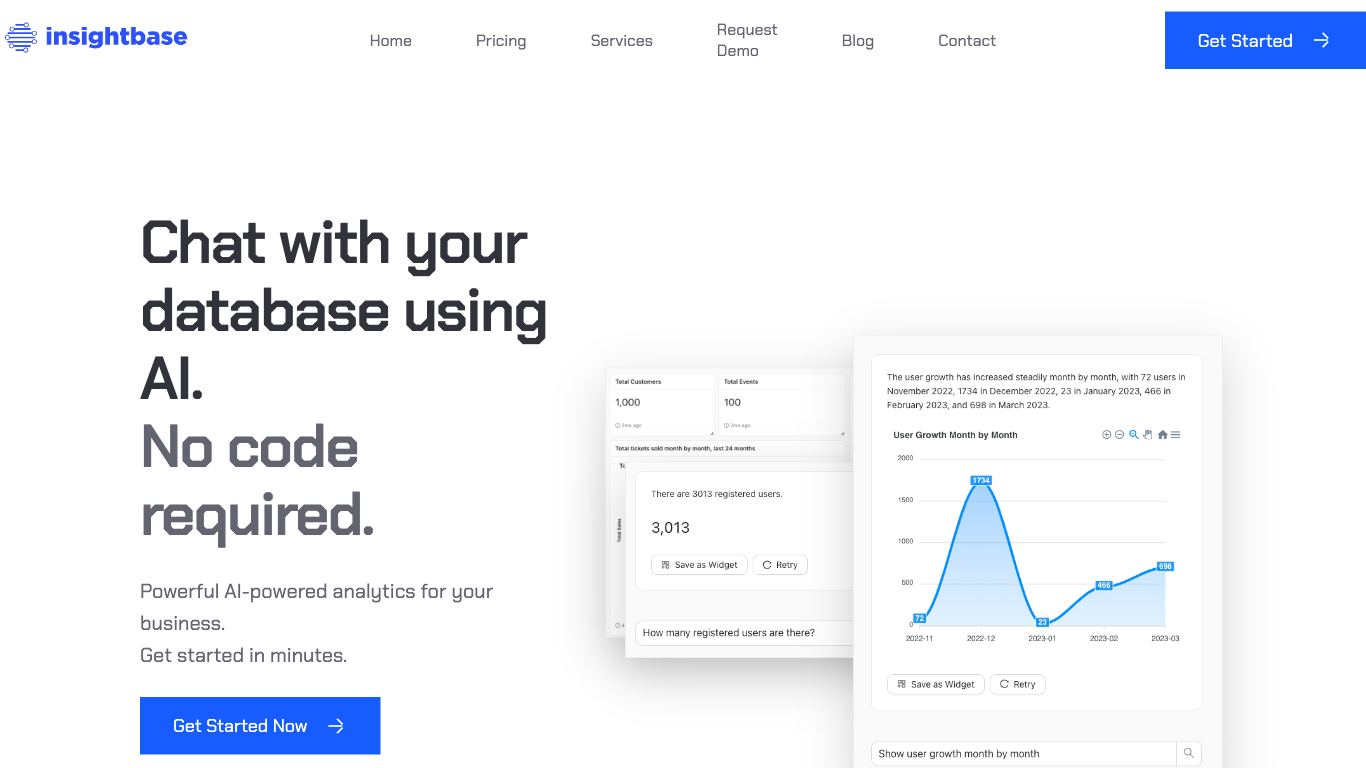 insightbase
Home
Pricing
Services
Request
Demo
Blog
Contact
Get Started
Chat with your
database using
AI.
No code
required.
Powerful AI-powered analytics for your
business.
Get started in minutes.
Get Started Now
Total Customers
1,000
2mo ago
Total Events
100
2mo ago
Total tickets sold month by month, last 24 months
Total Sales
There are 3013 registered users.
3,013
Save as Widget
Retry
How many registered users are there?
The user growth has increased steadily month by month, with 72 users in
November 2022, 1734 in December 2022, 23 in January 2023, 466 in
February 2023, and 698 in March 2023.
User Growth Month by Month
2000
1500
1000
500
0
72
1734
23
466
698
2022-11
2022-12
2023-01
2023-02
2023-03
Save as Widget
Retry
Show user growth month by month